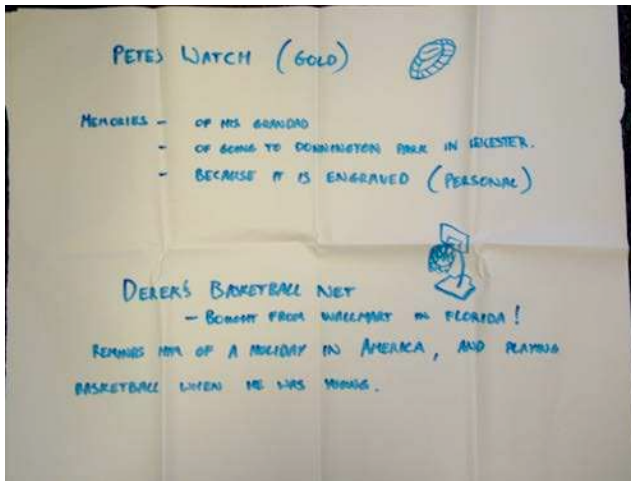 PETE'S WATCH (GOLD)
MEMORIES - OF HIS GRANDAD
- OF GOING TO DONNINGTON PARK IN LEICESTER.
- BECAUSE IT IS ENGRAVED (PERSONAL)
DEREK'S BASKETBALL NET
- BOUGHT FROM WALLMART IN FLORIDA!
REMINDS HIM OF A HOLIDAY IN AMERICA, AND PLAYING
BASKETBALL WHEN HE WAS YOUNG.